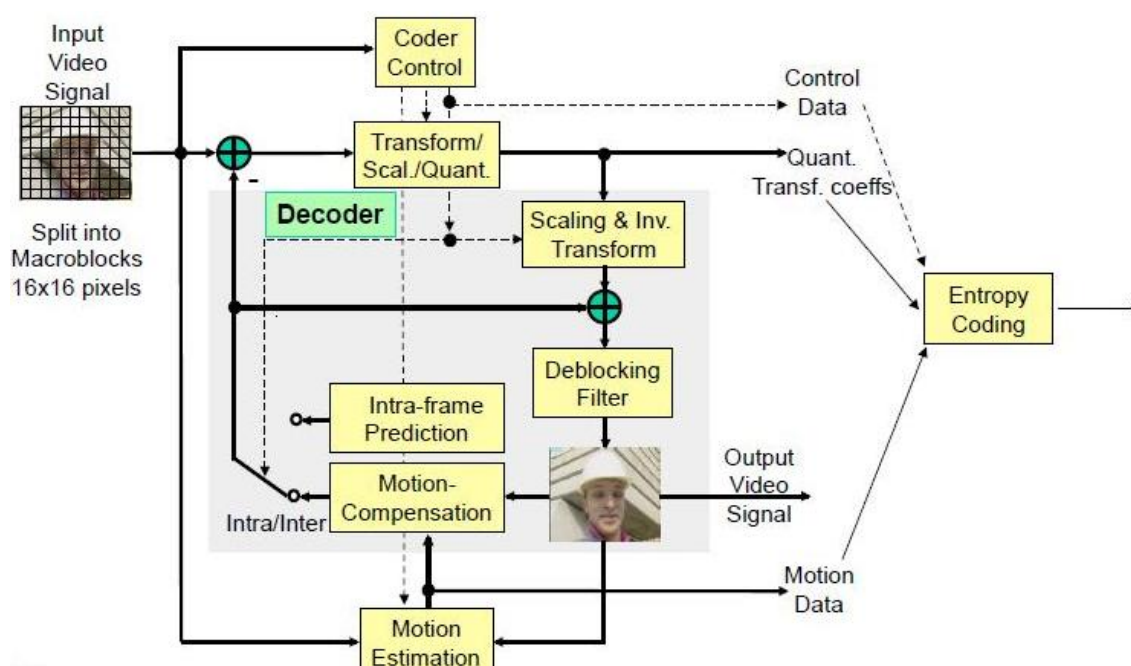 Input
Video
Signal
Split into
Macroblocks
16x16 pixels
Coder
Control
Transform/
Scal./Quant.
Decoder
-
Scaling & Inv.
Transform
Deblocking
Filter
Intra-frame
Prediction
Motion-
Compensation
Intra/Inter
Motion
Estimation
Control
Data
Quant.
Transf. coeffs
Entropy
Coding
Output
Video
Signal
Motion
Data